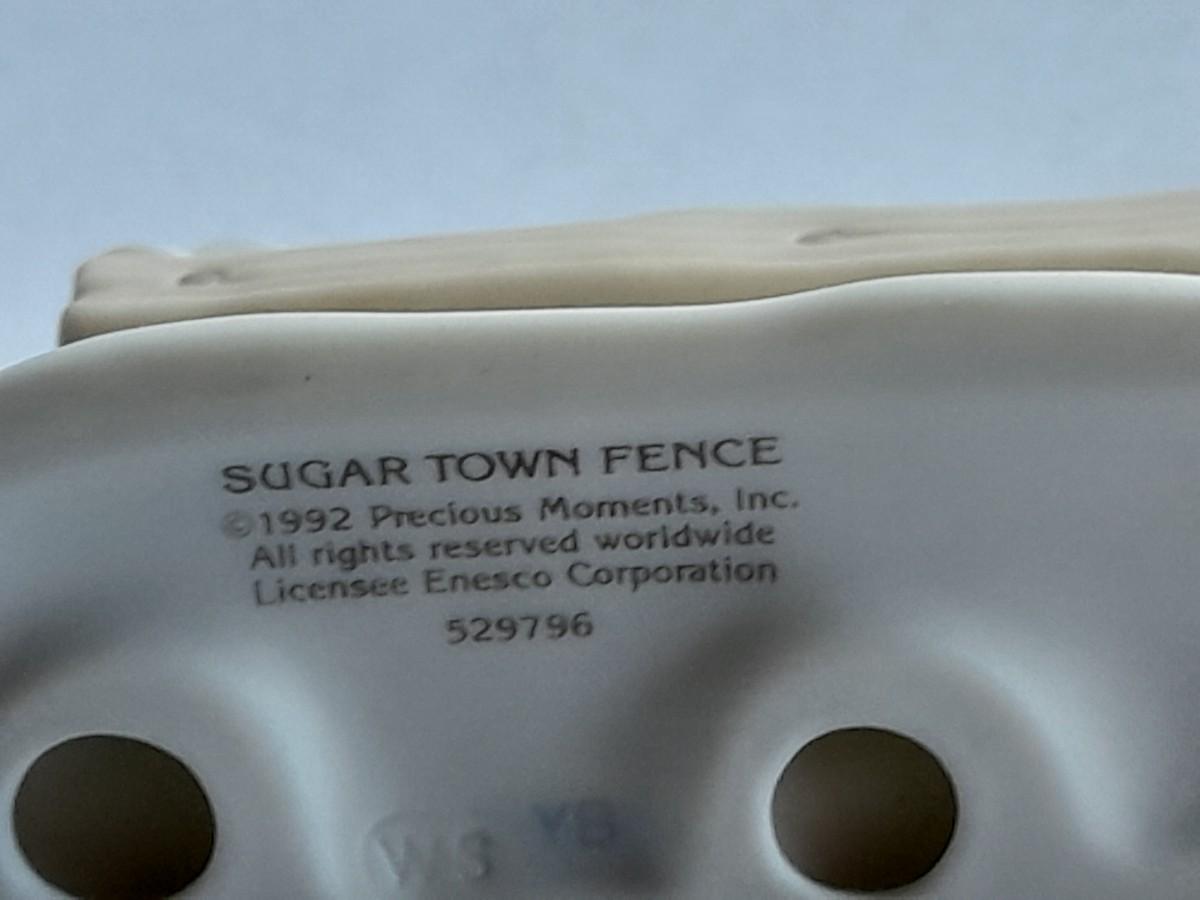 SUGAR TOWN FENCE
©1992 Precious Moments, Inc.
All rights reserved worldwide
Licensee Enesco Corporation
529796